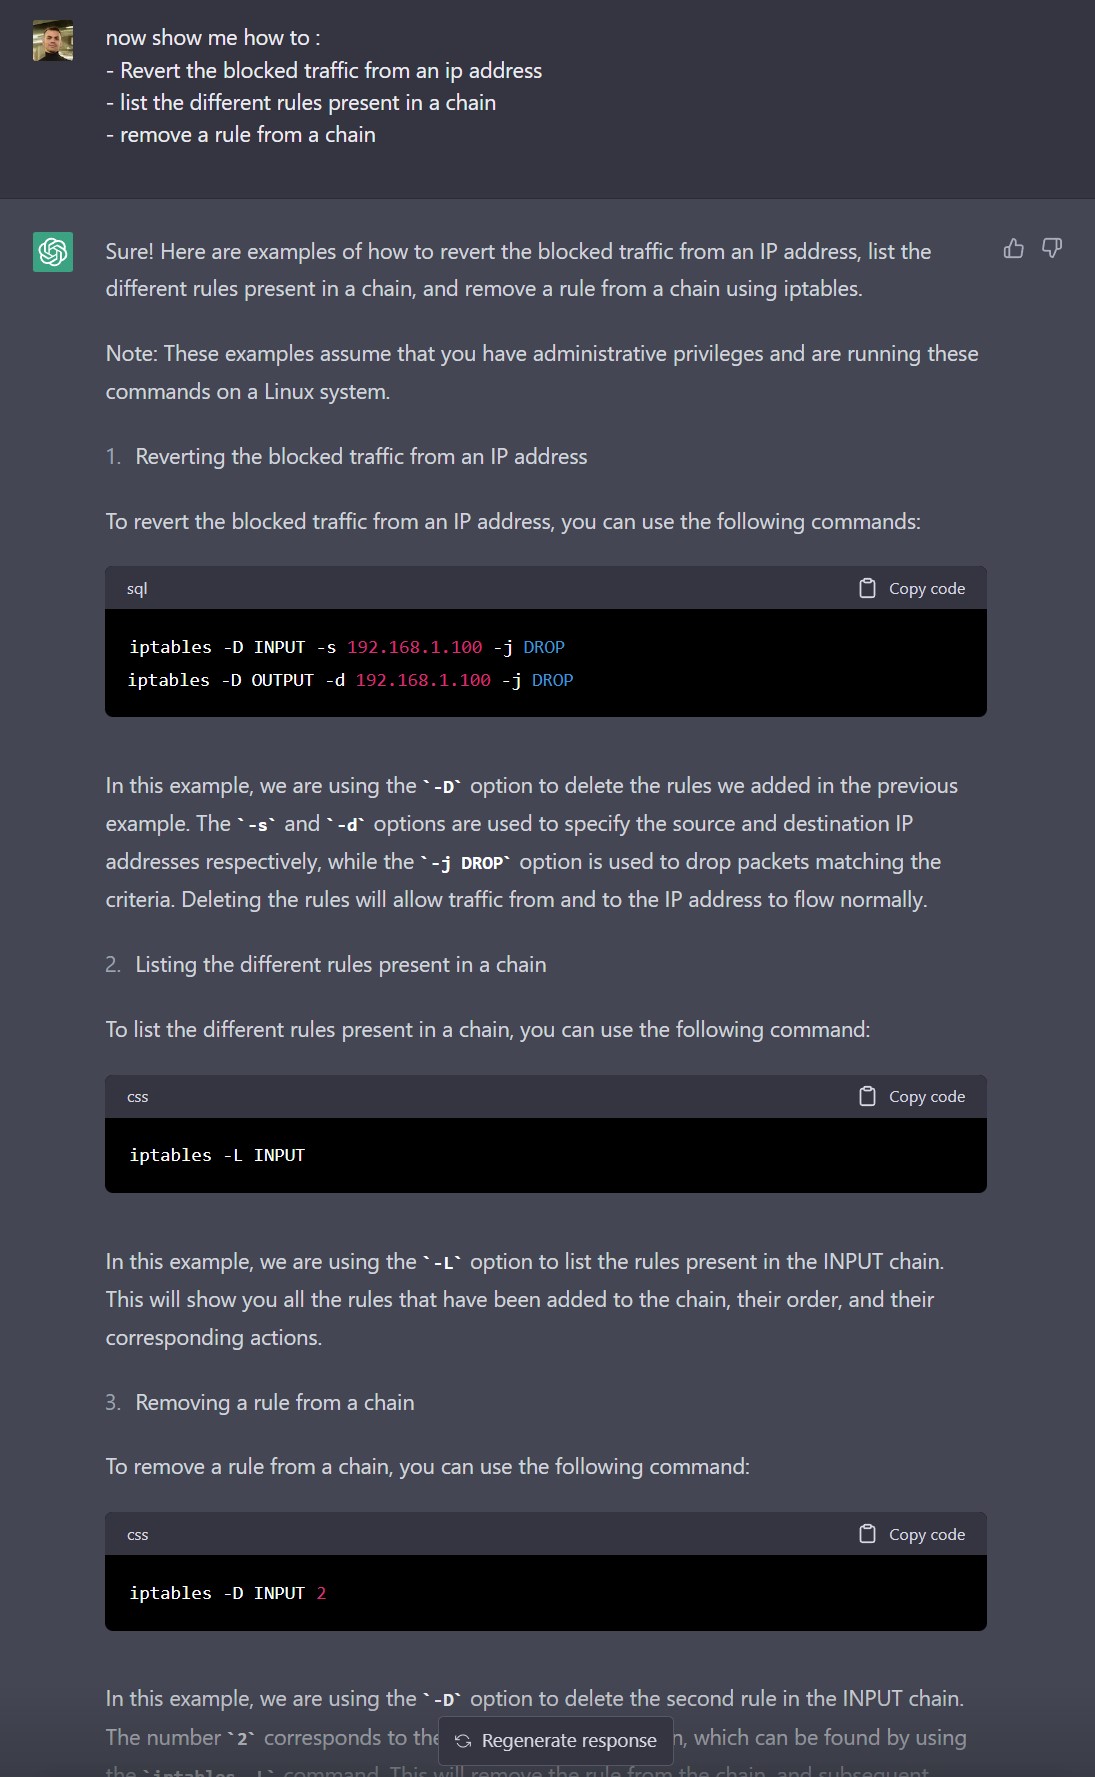 now show me how to :
- Revert the blocked traffic from an ip address
- list the different rules present in a chain
- remove a rule from a chain
Sure! Here are examples of how to revert the blocked traffic from an IP address, list the
different rules present in a chain, and remove a rule from a chain using iptables.
Note: These examples assume that you have administrative privileges and are running these
commands on a Linux system.
1. Reverting the blocked traffic from an IP address
To revert the blocked traffic from an IP address, you can use the following commands:
sql Copy code
iptables -D INPUT -s 192.168.1.100 -j DROP
iptables -D OUTPUT -d 192.168.1.100 -j DROP
In this example, we are using the `-D` option to delete the rules we added in the previous
example. The `-s` and `-d` options are used to specify the source and destination IP
addresses respectively, while the `-j DROP` option is used to drop packets matching the
criteria. Deleting the rules will allow traffic from and to the IP address to flow normally.
2. Listing the different rules present in a chain
To list the different rules present in a chain, you can use the following command:
css Copy code
iptables -L INPUT
In this example, we are using the `-L` option to list the rules present in the INPUT chain.
This will show you all the rules that have been added to the chain, their order, and their
corresponding actions.
3. Removing a rule from a chain
To remove a rule from a chain, you can use the following command:
css Copy code
iptables -D INPUT 2
In this example, we are using the `-D` option to delete the second rule in the INPUT chain.
The number `2` corresponds to the , which can be found by using
Regenerate response
the `iptables -L` command. This will remove the rule from the chain, and subsequent